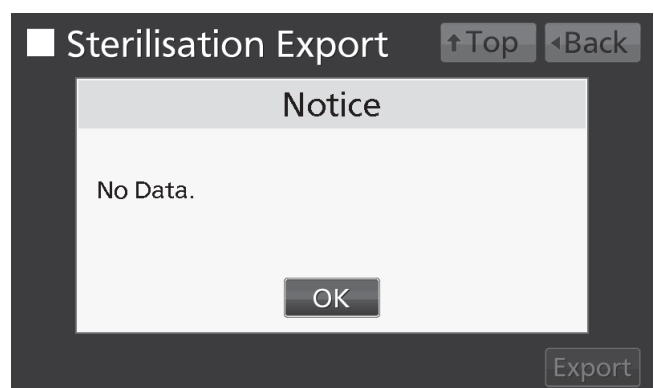 Sterilisation Export ↑Top ◂Back
Notice
No Data.
OK
Export